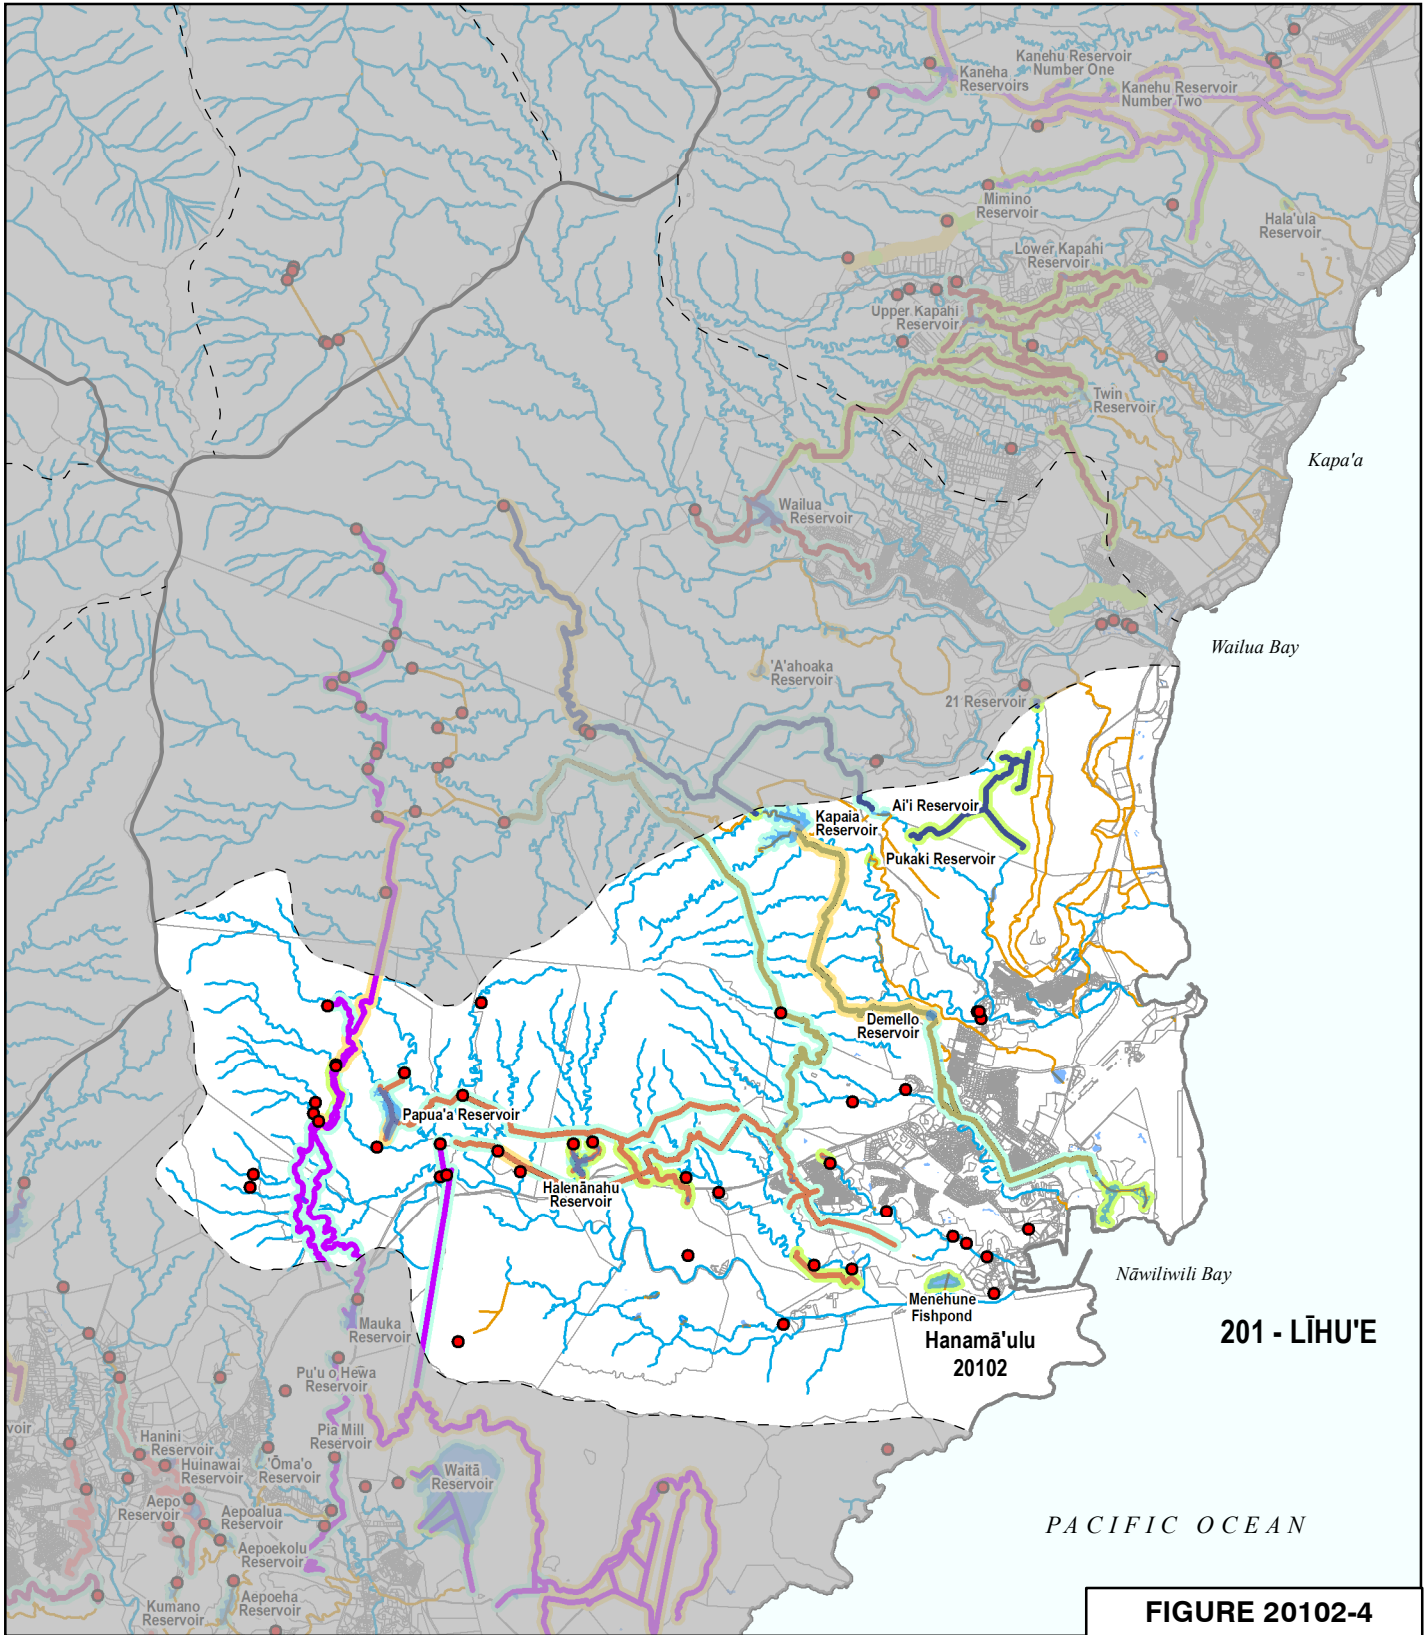 Kanehu Reservoir
Number One
Kaneha
Reservoirs
Kanehu Reservoir
Number Two
Mimino
Reservoir
Hala'ula
Reservoir
Lower Kapahi
Reservoir
Upper Kapahi
Reservoir
Twin
Reservoir
Kapa'a
Wailua
Reservoir
Wailua Bay
'A'ahoaka
Reservoir
21 Reservoir
Ai'i Reservoir
Kapaia
Reservoir
Pukaki Reservoir
Demello
Reservoir
Papua'a Reservoir
Halenānahu
Reservoir
Nāwiliwili Bay
Menehune
Fishpond
Hanamā'ulu
20102
201 - LĪHU'E
Mauka
Reservoir
Pu'u o Hewa
Reservoir
voir
Pia Mill
Reservoir
Hanini
Reservoir
Huinawai
Reservoir
'Ōma'o
Reservoir
Waitā
Reservoir
Aepo
Reservoir
Aepoalua
Reservoir
Aepoekolu
Reservoir
Kumano
Reservoir
Aepoeha
Reservoir
PACIFIC OCEAN
FIGURE 20102-4